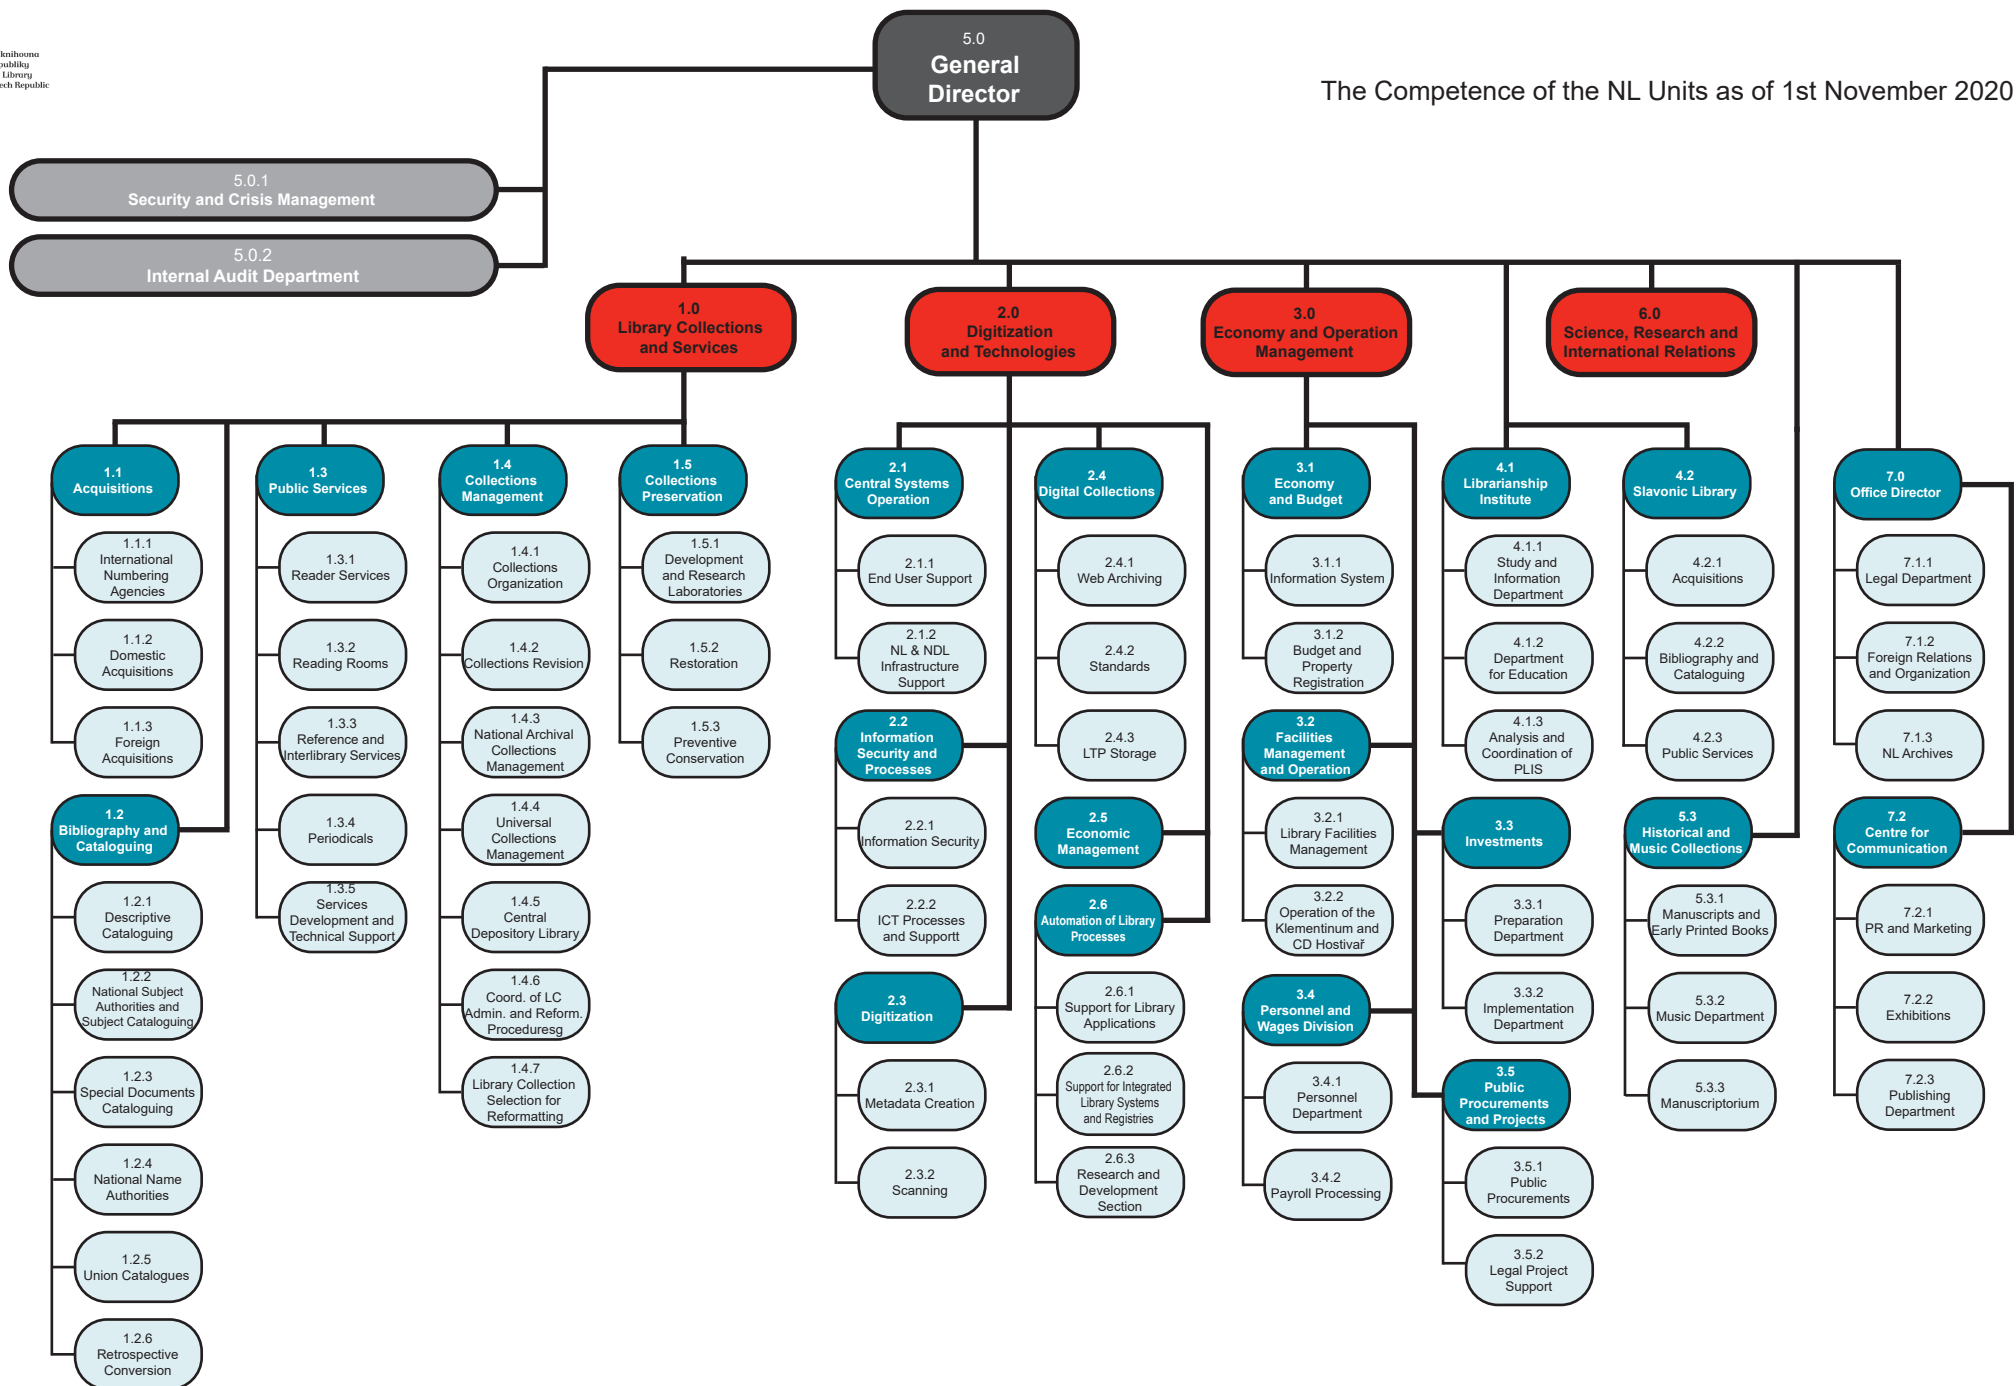 knihovna
Library
5.0
General
Director
The Competence of the NL Units as of 1st November 2020
5.0.1
Security and Crisis Management
5.0.2
Internal Audit Department
1.0
Library Collections
and Services
2.0
Digitization
and Technologies
3.0
Economy and Operation
Management
6.0
Science, Research and
International Relations
1.1
Acquisitions
1.1.1
International
Numbering
Agencies
1.1.2
Domestic
Acquisitions
1.1.3
Foreign
Acquisitions
1.2
Bibliography and
Cataloguing
1.2.1
Descriptive
Cataloguing
1.2.2
National Subject
Authorities and
Subject Cataloguing
1.2.3
Special Documents
Cataloguing
1.2.4
National Name
Authorities
1.2.5
Union Catalogues
1.2.6
Retrospective
Conversion
1.3
Public Services
1.3.1
Reader Services
1.3.2
Reading Rooms
1.3.3
Reference and
Interlibrary Services
1.3.4
Periodicals
1.3.5
Services
Development and
Technical Support
1.4
Collections
Management
1.4.1
Collections
Organization
1.4.2
Collections Revision
1.4.3
National Archival
Collections
Management
1.4.4
Universal
Collections
Management
1.4.5
Central
Depository Library
1.4.6
Coord. of LC
Admin. and Reform.
Proceduresg
1.4.7
Library Collection
Selection for
Reformatting
1.5
Collections
Preservation
1.5.1
Development
and Research
Laboratories
1.5.2
Restoration
1.5.3
Preventive
Conservation
2.1
Central Systems
Operation
2.1.1
End User Support
2.1.2
NL & NDL
Infrastructure
Support
2.2
Information
Security and
Processes
2.2.1
Information Security
2.2.2
ICT Processes
and Supportt
2.3
Digitization
2.3.1
Metadata Creation
2.3.2
Scanning
2.4
Digital Collections
2.4.1
Web Archiving
2.4.2
Standards
2.4.3
LTP Storage
2.5
Economic
Management
2.6
Automation of Library
Processes
2.6.1
Support for Library
Applications
2.6.2
Support for Integrated
Library Systems
and Registries
2.6.3
Research and
Development
Section
3.1
Economy
and Budget
3.1.1
Information System
3.1.2
Budget and
Property
Registration
3.2
Facilities
Management
and Operation
3.2.1
Library Facilities
Management
3.2.2
Operation of the
Klementinum and
CD Hostivař
3.4
Personnel and
Wages Division
3.4.1
Personnel
Department
3.4.2
Payroll Processing
4.1
Librarianship
Institute
4.1.1
Study and
Information
Department
4.1.2
Department
for Education
4.1.3
Analysis and
Coordination of
PLIS
3.3
Investments
3.3.1
Preparation
Department
3.3.2
Implementation
Department
3.5
Public
Procurements
and Projects
3.5.1
Public
Procurements
3.5.2
Legal Project
Support
4.2
Slavonic Library
4.2.1
Acquisitions
4.2.2
Bibliography and
Cataloguing
4.2.3
Public Services
5.3
Historical and
Music Collections
5.3.1
Manuscripts and
Early Printed Books
5.3.2
Music Department
5.3.3
Manuscriptorium
7.0
Office Director
7.1.1
Legal Department
7.1.2
Foreign Relations
and Organization
7.1.3
NL Archives
7.2
Centre for
Communication
7.2.1
PR and Marketing
7.2.2
Exhibitions
7.2.3
Publishing
Department